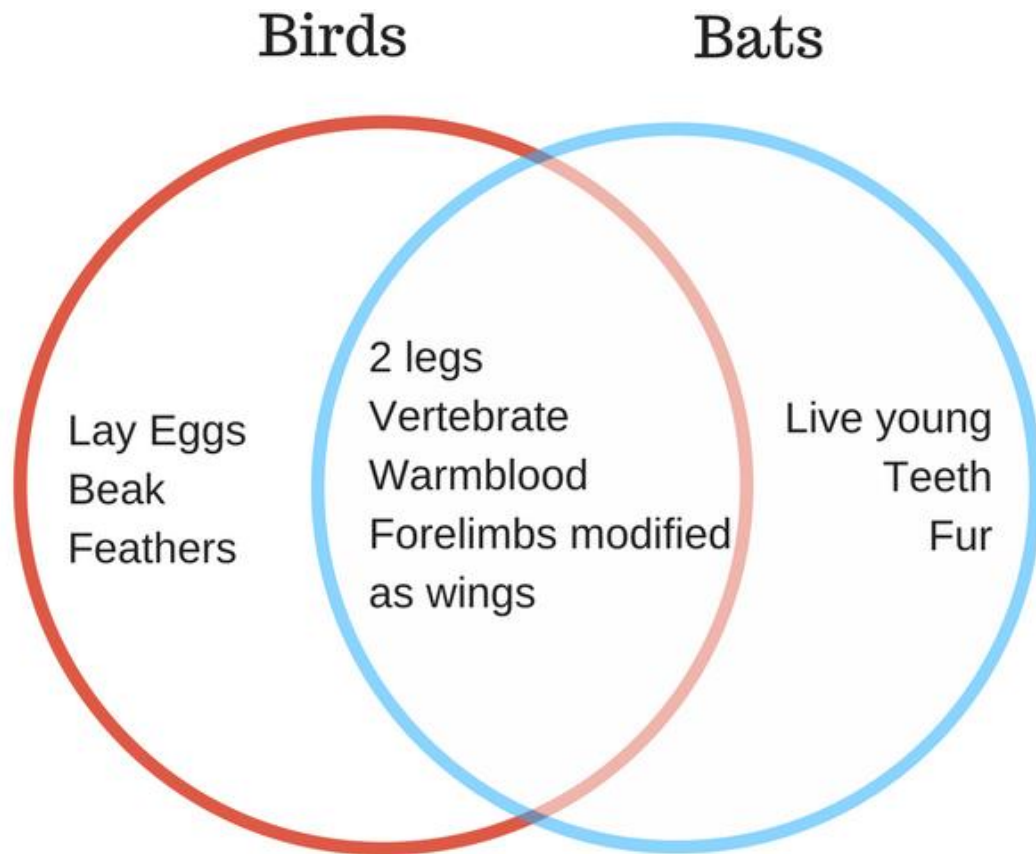 Birds
Bats
Lay Eggs
Beak
Feathers
2 legs
Vertebrate
Warmblood
Forelimbs modified
as wings
Live young
Teeth
Fur